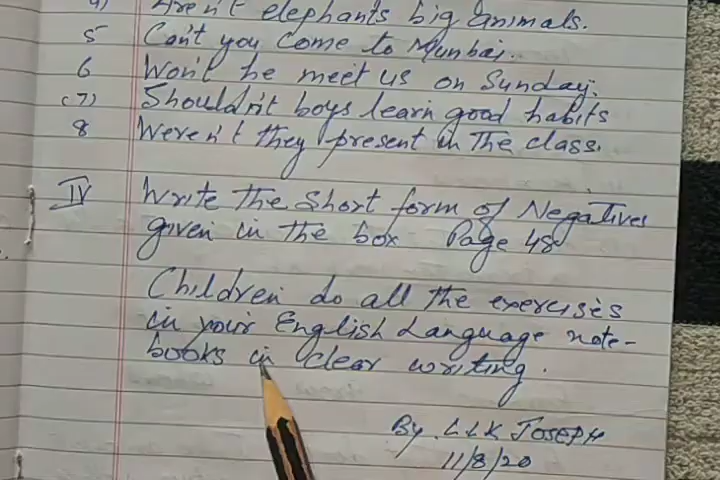 4) Aren't elephants big animals.
5 Can't you come to Mumbai.
6 Won't he meet us on Sunday.
(7) Shouldn't boys learn good habits
8 Weren't they present in The class.
IV Write the short form of Negatives
given in the box Page 48
Children do all the exercises
in your English Language note-
books in clear writing.
By. L L K JOSEPH
11/8/20